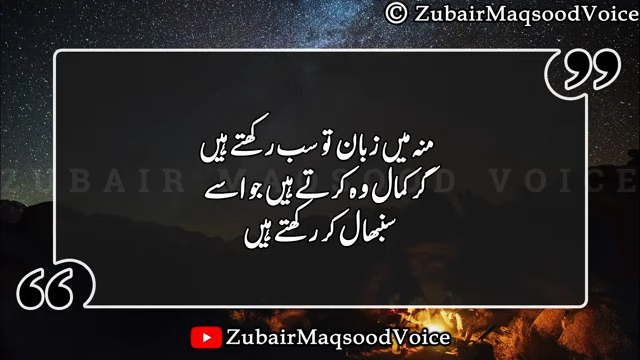 © ZubairMaqsoodVoice
منہ میں زبان تو سب رکھتے ہیں
مگر کمال وہ کرتے ہیں جو اسے
سنبھال کر رکھتے ہیں
ZUBAIR MAQSOOD VOICE
ZubairMaqsoodVoice